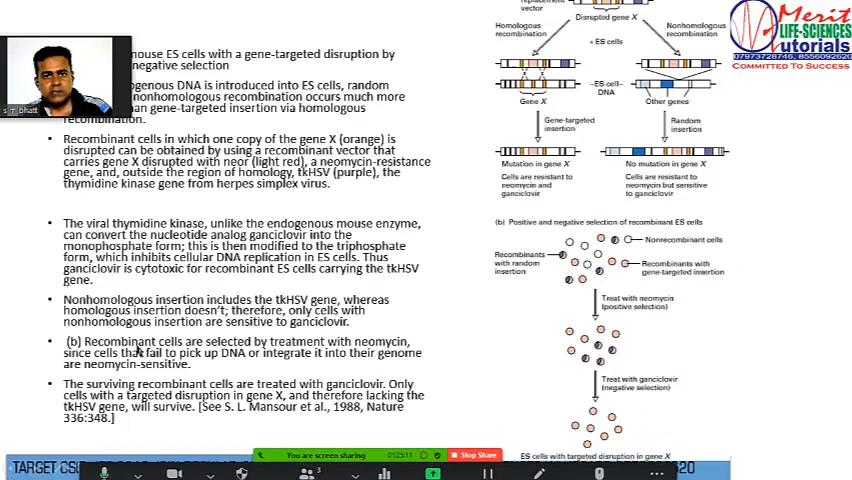 mouse ES cells with a gene-targeted disruption by
negative selection
ogenous DNA is introduced into ES cells, random
nonhomologous recombination occurs much more
an gene-targeted insertion via homologous
recombination.
• Recombinant cells in which one copy of the gene X (orange) is
disrupted can be obtained by using a recombinant vector that
carries gene X disrupted with neor (light red), a neomycin-resistance
gene, and, outside the region of homology, tkHSV (purple), the
thymidine kinase gene from herpes simplex virus.
• The viral thymidine kinase, unlike the endogenous mouse enzyme,
can convert the nucleotide analog ganciclovir into the
monophosphate form; this is then modified to the triphosphate
form, which inhibits cellular DNA replication in ES cells. Thus
ganciclovir is cytotoxic for recombinant ES cells carrying the tkHSV
gene.
• Nonhomologous insertion includes the tkHSV gene, whereas
homologous insertion doesn't; therefore, only cells with
nonhomologous insertion are sensitive to ganciclovir.
• (b) Recombinant cells are selected by treatment with neomycin,
since cells that fail to pick up DNA or integrate it into their genome
are neomycin-sensitive.
• The surviving recombinant cells are treated with ganciclovir. Only
cells with a targeted disruption in gene X, and therefore lacking the
tkHSV gene, will survive. [See S. L. Mansour et al., 1988, Nature
336:348.]
replacement
vector
Disrupted gene X
Homologous
recombination
Nonhomologous
recombination
+ ES cells
ES-cell
DNA
Gene X
Other genes
Gene-targeted
insertion
Random
insertion
Mutation in gene X
No mutation in gene X
Cells are resistant to
neomycin and
ganciclovir
Cells are resistant to
neomycin but sensitive
to ganciclovir
(b) Positive and negative selection of recombinant ES cells
Nonrecombinant cells
Recombinants
with random
insertion
Recombinants with
gene-targeted insertion
Treat with neomycin
(positive selection)
Treat with ganciclovir
(negative selection)
ES cells with targeted disruption in gene X
Merit
LIFE-SCIENCES
Tutorials
COMMITTED TO SUCCESS
bhatt
You are screen sharing
01:25:11
Stop Share
3
TARGET